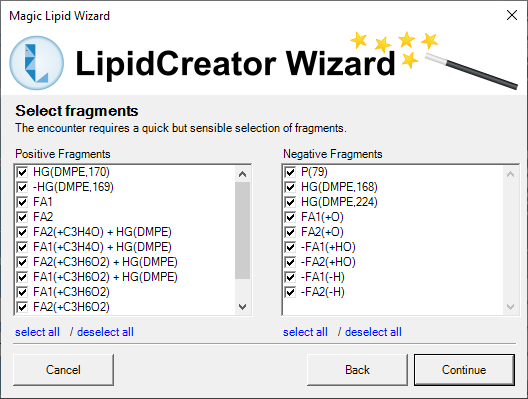 Magic Lipid Wizard
LipidCreator Wizard
Select fragments
The encounter requires a quick but sensible selection of fragments.
Positive Fragments
HG(DMPE,170)
-HG(DMPE,169)
FA1
FA2
FA2(+C3H4O) + HG(DMPE)
FA1(+C3H4O) + HG(DMPE)
FA2(+C3H6O2) + HG(DMPE)
FA1(+C3H6O2) + HG(DMPE)
FA1(+C3H6O2)
FA2(+C3H6O2)
select all / deselect all
Negative Fragments
P(79)
HG(DMPE,168)
HG(DMPE,224)
FA1(+O)
FA2(+O)
-FA1(+HO)
-FA2(+HO)
-FA1(-H)
-FA2(-H)
select all / deselect all
Cancel
Back
Continue